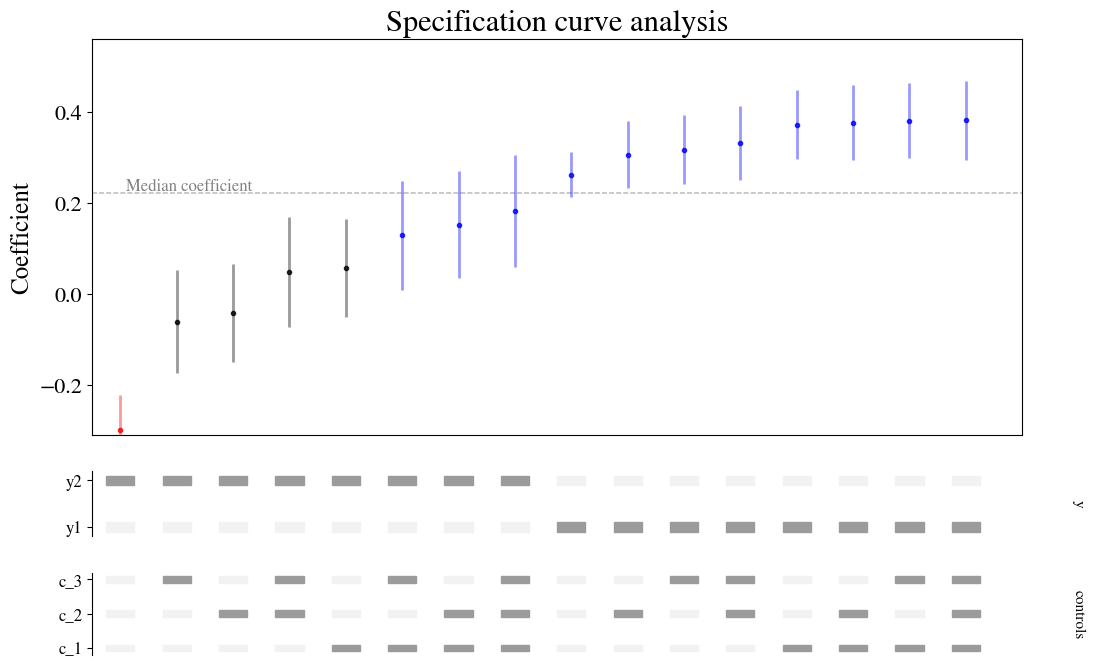 Specification curve analysis
Coefficient
0.4
0.2
0.0
−0.2
Median coefficient
y2
y1
y
c_3
c_2
c_1
controls